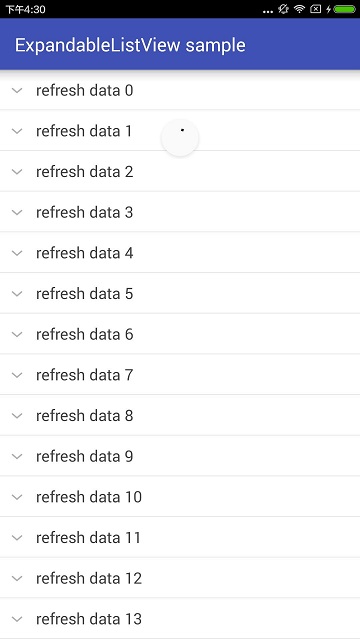 下午4:30
ExpandableListView sample
refresh data 0
refresh data 1
refresh data 2
refresh data 3
refresh data 4
refresh data 5
refresh data 6
refresh data 7
refresh data 8
refresh data 9
refresh data 10
refresh data 11
refresh data 12
refresh data 13